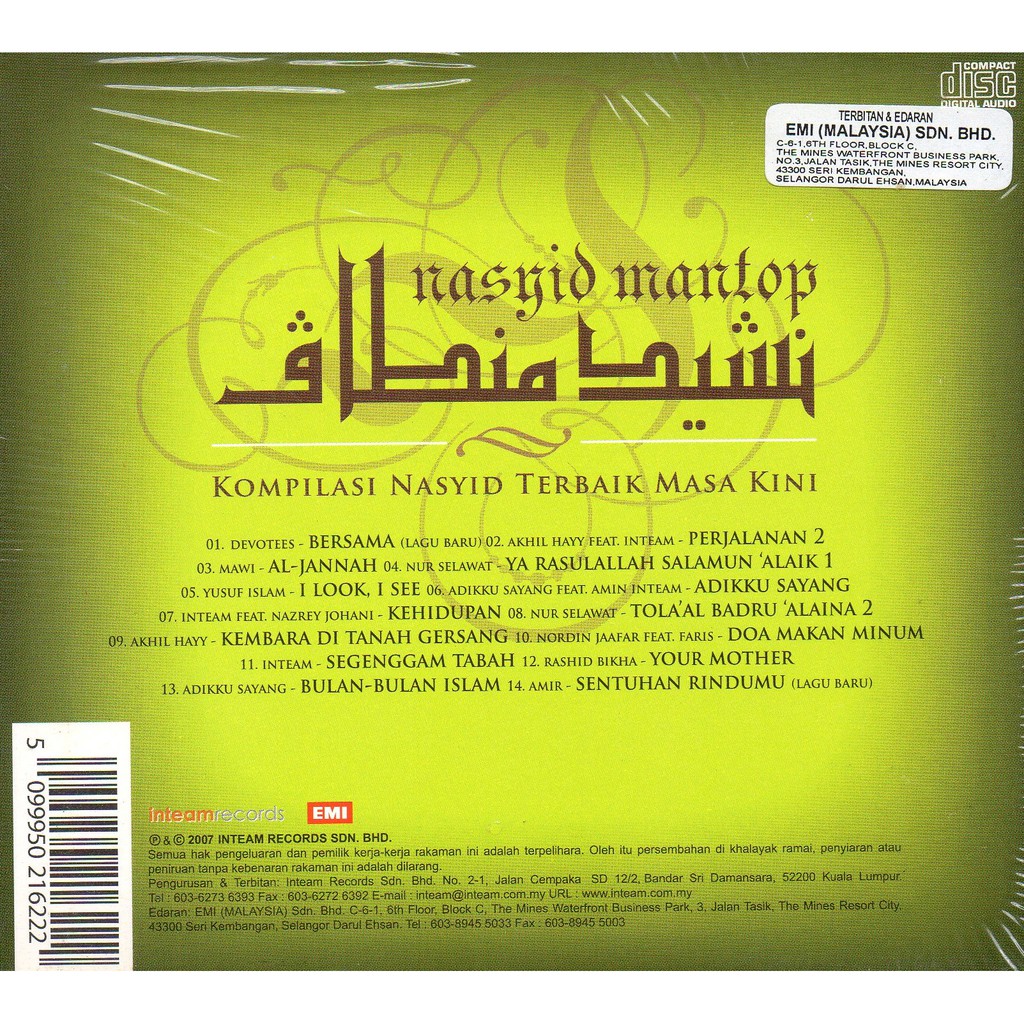 COMPACT
disc
DIGITAL AUDIO
TERBITAN & EDARAN
EMI (MALAYSIA) SDN. BHD.
C-6-1,6TH FLOOR,BLOCK C,
THE MINES WATERFRONT BUSINESS PARK,
NO.3,JALAN TASIK,THE MINES RESORT CITY,
43300 SERI KEMBANGAN,
SELANGOR DARUL EHSAN,MALAYSIA
nasyid mantop
نشيد منطاڤ
KOMPILASI NASYID TERBAIK MASA KINI
01. DEVOTEES - BERSAMA (LAGU BARU) 02. AKHIL HAYY FEAT. INTEAM - PERJALANAN 2
03. MAWI - AL-JANNAH 04. NUR SELAWAT - YA RASULALLAH SALAMUN ‘ALAIK 1
05. YUSUF ISLAM - I LOOK, I SEE 06. ADIKKU SAYANG FEAT. AMIN INTEAM - ADIKKU SAYANG
07. INTEAM FEAT. NAZREY JOHANI - KEHIDUPAN 08. NUR SELAWAT - TOLA’AL BADRU ‘ALAINA 2
09. AKHIL HAYY - KEMBARA DI TANAH GERSANG 10. NORDIN JAAFAR FEAT. FARIS - DOA MAKAN MINUM
11. INTEAM - SEGENGGAM TABAH 12. RASHID BIKHA - YOUR MOTHER
13. ADIKKU SAYANG - BULAN-BULAN ISLAM 14. AMIR - SENTUHAN RINDUMU (LAGU BARU)
5 099950 216222
inteamrecords EMI
℗ & © 2007 INTEAM RECORDS SDN. BHD.
Semua hak pengeluaran dan pemilik kerja-kerja rakaman ini adalah terpelihara. Oleh itu persembahan di khalayak ramai, penyiaran atau
peniruan tanpa kebenaran rakaman ini adalah dilarang.
Pengurusan & Terbitan: Inteam Records Sdn. Bhd. No. 2-1, Jalan Cempaka SD 12/2, Bandar Sri Damansara, 52200 Kuala Lumpur.
Tel : 603-6273 6393 Fax : 603-6272 6392 E-mail : inteam@inteam.com.my URL : www.inteam.com.my
Edaran: EMI (MALAYSIA) Sdn. Bhd. C-6-1, 6th Floor, Block C, The Mines Waterfront Business Park, 3, Jalan Tasik, The Mines Resort City.
43300 Seri Kembangan, Selangor Darul Ehsan. Tel : 603-8945 5033 Fax : 603-8945 5003